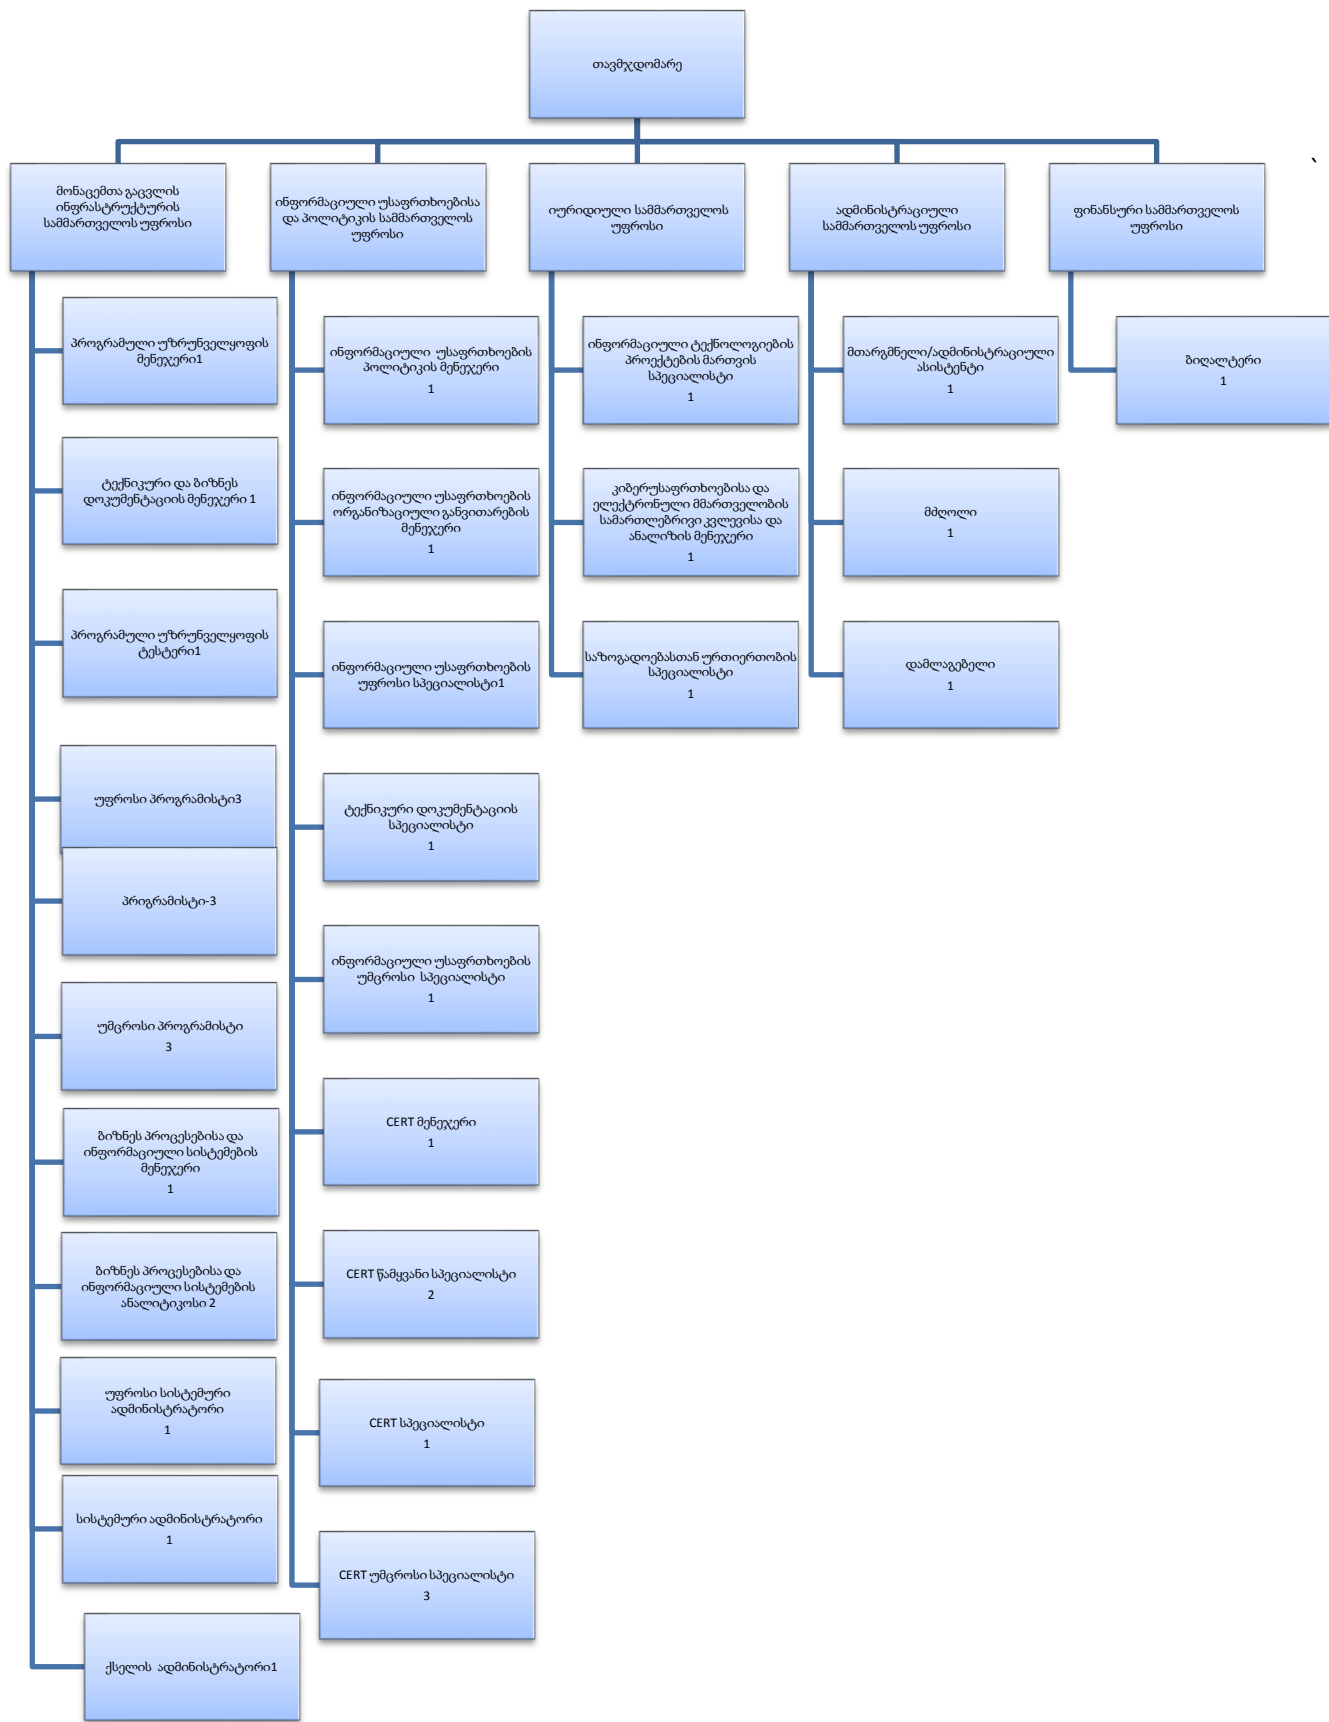 თავმჯდომარე
`
მონაცემთა გაცვლის
ინფრასტრუქტურის
სამმართველოს უფროსი
ინფორმაციული უსაფრთხოებისა
და პოლიტიკის სამმართველოს
უფროსი
იურიდიული სამმართველოს
უფროსი
ადმინისტრაციული
სამმართველოს უფროსი
ფინანსური სამმართველოს
უფროსი
პროგრამული უზრუნველყოფის
მენეჯერი1
ტექნიკური და ბიზნეს
დოკუმენტაციის მენეჯერი 1
პროგრამული უზრუნველყოფის
ტესტერი1
უფროსი პროგრამისტი3
პრიგრამისტი-3
უმცროსი პროგრამისტი
3
ბიზნეს პროცესებისა და
ინფორმაციული სისტემების
მენეჯერი
1
ბიზნეს პროცესებისა და
ინფორმაციული სისტემების
ანალიტიკოსი 2
უფროსი სისტემური
ადმინისტრატორი
1
სისტემური ადმინისტრატორი
1
ქსელის  ადმინისტრატორი1
ინფორმაციული  უსაფრთხოების
პოლიტიკის მენეჯერი
1
ინფორმაციული უსაფრთხოების
ორგანიზაციული განვითარების
მენეჯერი
1
ინფორმაციული უსაფრთხოების
უფროსი სპეციალისტი1
ტექნიკური დოკუმენტაციის
სპეციალისტი
1
ინფორმაციული უსაფრთხოების
უმცროსი  სპეციალისტი
1
CERT მენეჯერი
1
CERT წამყვანი სპეციალისტი
2
CERT სპეციალისტი
1
CERT უმცროსი სპეციალისტი
3
ინფორმაციული ტექნოლოგიების
პროექტების მართვის
სპეციალისტი
1
კიბერუსაფრთხოებისა და
ელექტრონული მმართველობის
სამართლებრივი კვლევისა და
ანალიზის მენეჯერი
1
საზოგადოებასთან ურთიერთობის
სპეციალისტი
1
მთარგმნელი/ადმინისტრაციული
ასისტენტი
1
მძღოლი
1
დამლაგებელი
1
ბიღალტერი
1